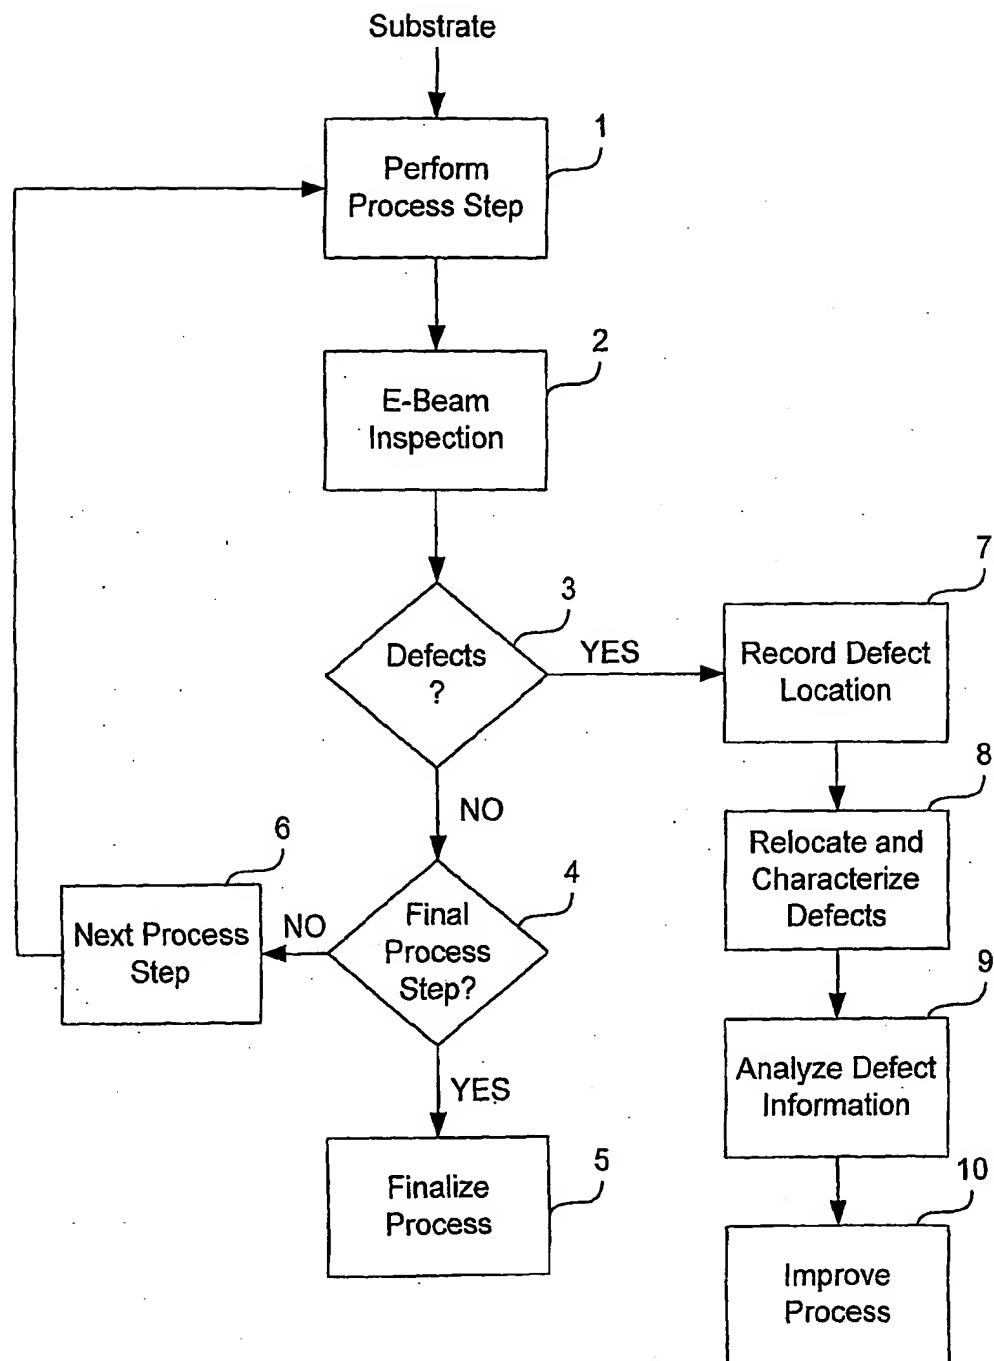 Substrate
1
Perform
Process Step
2
E-Beam
Inspection
3
Defects
?
YES
7
Record Defect
Location
NO
8
Relocate and
Characterize
Defects
6
Next Process
Step
NO
4
Final
Process
Step?
9
Analyze Defect
Information
YES
5
Finalize
Process
10
Improve
Process